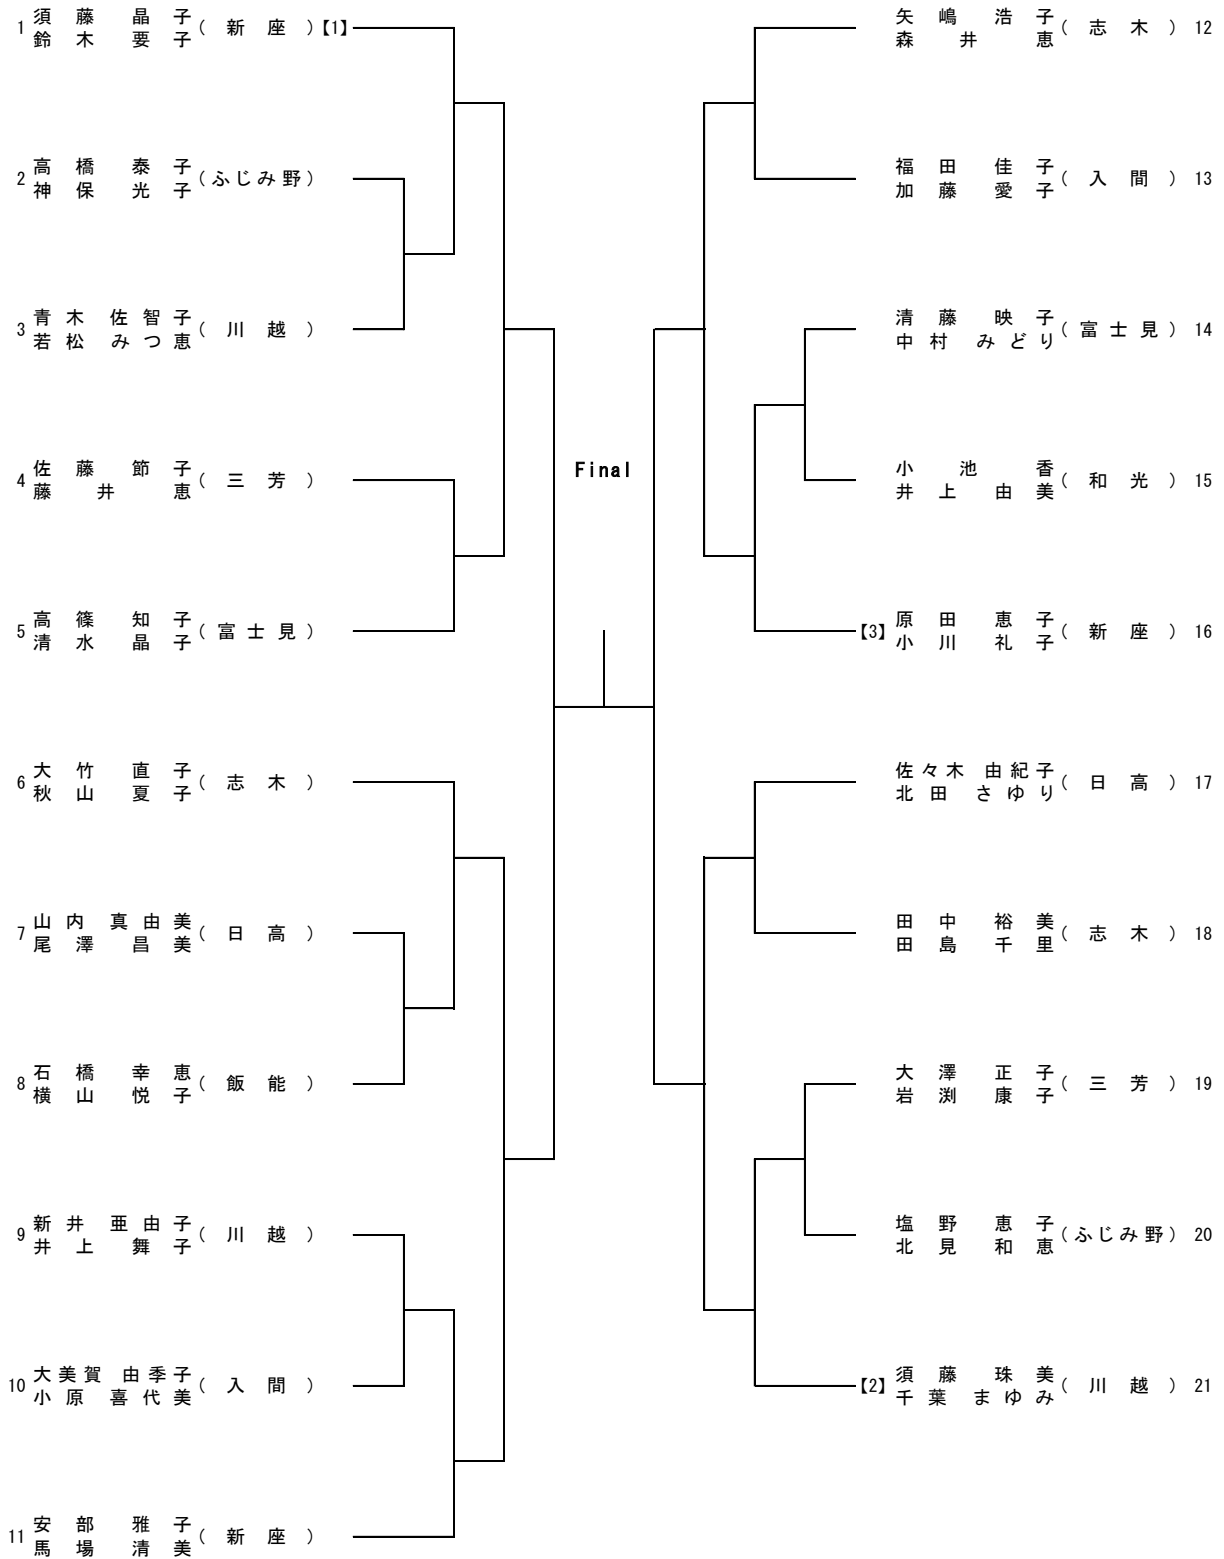 1 須藤晶子 (新座)【1】
鈴木要子
2 高橋泰子 (ふじみ野)
神保光子
3 青木佐智子 (川越)
若松みつ恵
4 佐藤節子 (三芳)
藤井恵
5 高篠知子 (富士見)
清水晶子
6 大竹直子 (志木)
秋山夏子
7 山内真由美 (日高)
尾澤昌美
8 石橋幸恵 (飯能)
横山悦子
9 新井亜由子 (川越)
井上舞子
10 大美賀由季子 (入間)
小原喜代美
11 安部雅子 (新座)
馬場清美
Final
矢嶋浩子 (志木) 12
森井恵
福田佳子 (入間) 13
加藤愛子
清藤映子 (富士見) 14
中村みどり
小池香 (和光) 15
井上由美
【3】原田恵子 (新座) 16
小川礼子
佐々木由紀子 (日高) 17
北田さゆり
田中裕美 (志木) 18
田島千里
大澤正子 (三芳) 19
岩渕康子
塩野恵子 (ふじみ野) 20
北見和恵
【2】須藤珠美 (川越) 21
千葉まゆみ